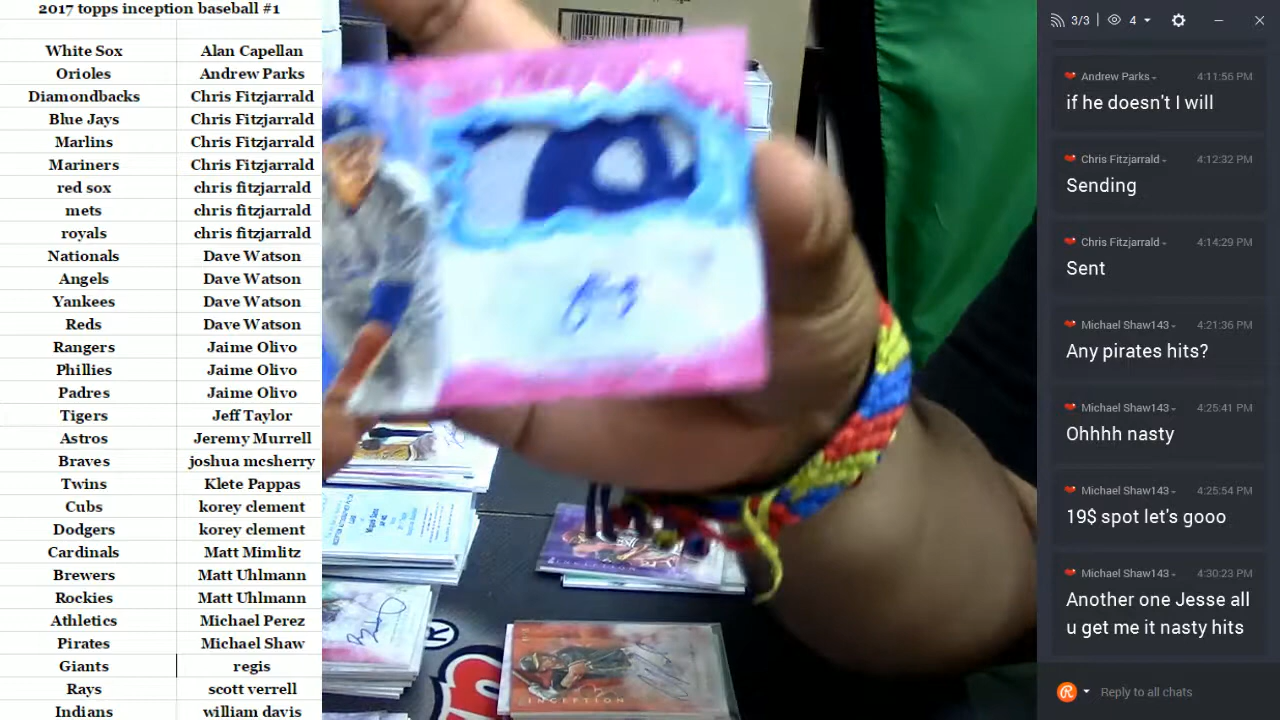 2017 topps inception baseball #1
White Sox Alan Capellan
Orioles Andrew Parks
Diamondbacks Chris Fitzjarrald
Blue Jays Chris Fitzjarrald
Marlins Chris Fitzjarrald
Mariners Chris Fitzjarrald
red sox chris fitzjarrald
mets chris fitzjarrald
royals chris fitzjarrald
Nationals Dave Watson
Angels Dave Watson
Yankees Dave Watson
Reds Dave Watson
Rangers Jaime Olivo
Phillies Jaime Olivo
Padres Jaime Olivo
Tigers Jeff Taylor
Astros Jeremy Murrell
Braves joshua mcsherry
Twins Klete Pappas
Cubs korey clement
Dodgers korey clement
Cardinals Matt Mimlitz
Brewers Matt Uhlmann
Rockies Matt Uhlmann
Athletics Michael Perez
Pirates Michael Shaw
Giants regis
Rays scott verrell
Indians william davis
INCEPTION
3/3 4
Andrew Parks 4:11:56 PM
if he doesn't I will
Chris Fitzjarrald 4:12:32 PM
Sending
Chris Fitzjarrald 4:14:29 PM
Sent
Michael Shaw143 4:21:36 PM
Any pirates hits?
Michael Shaw143 4:25:41 PM
Ohhhh nasty
Michael Shaw143 4:25:54 PM
19$ spot let's gooo
Michael Shaw143 4:30:23 PM
Another one Jesse all
u get me it nasty hits
Reply to all chats